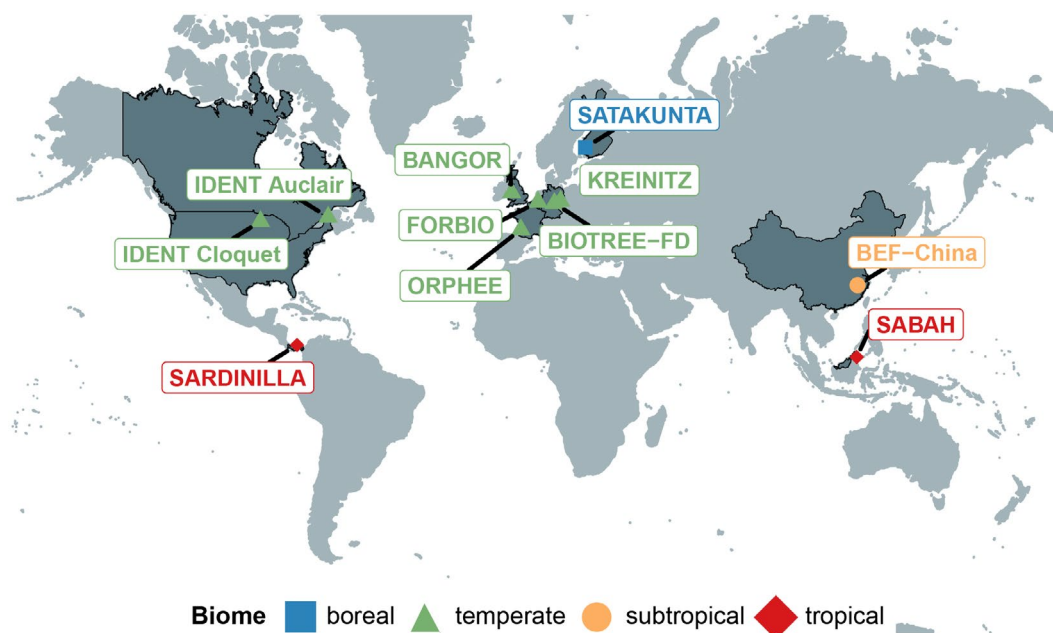 SATAKUNTA
BANGOR
KREINITZ
IDENT Auclair
FORBIO
BIOTREE−FD
IDENT Cloquet
BEF−China
ORPHEE
SABAH
SARDINILLA
Biome boreal temperate subtropical tropical